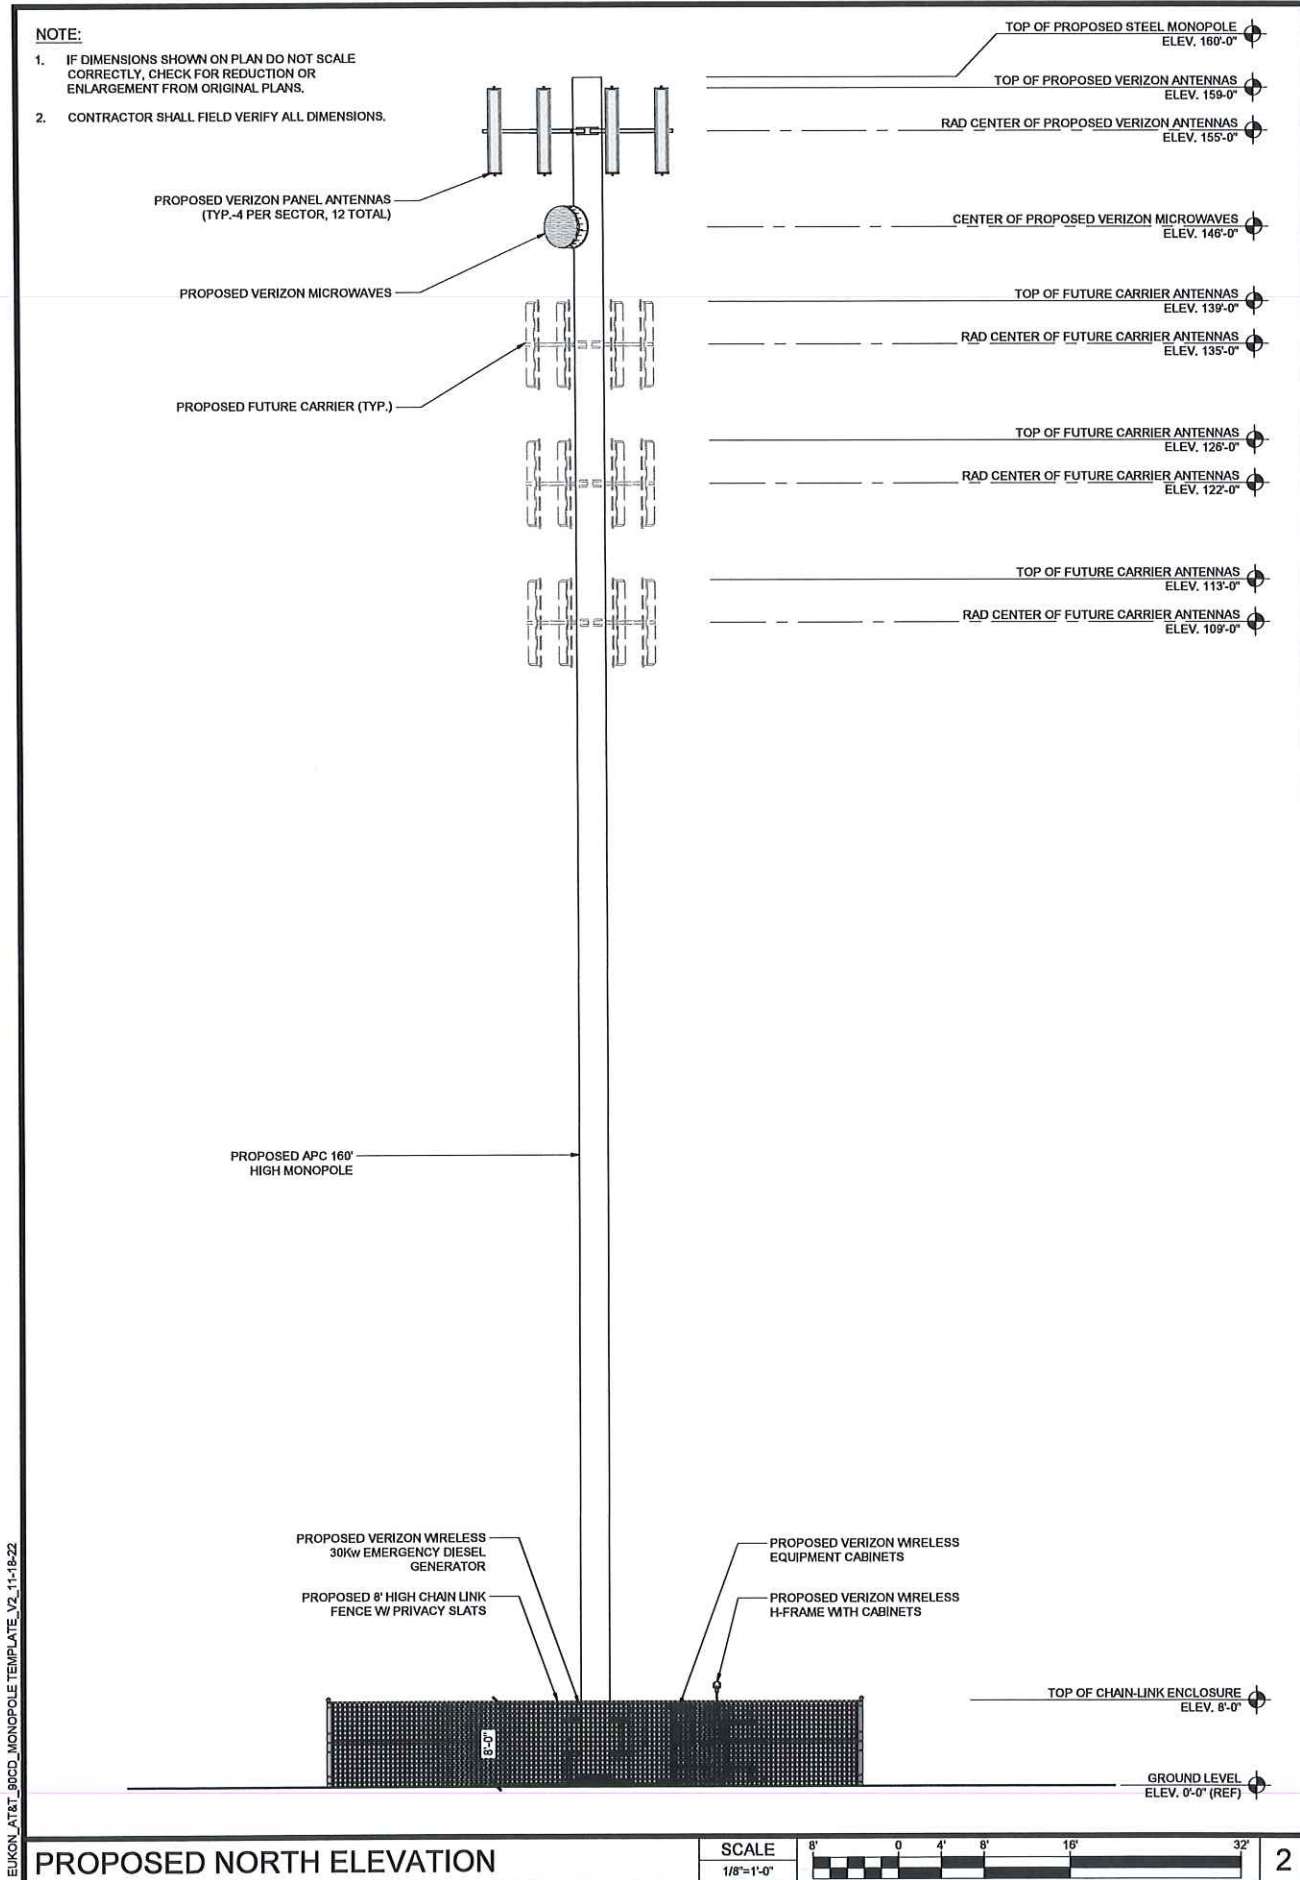 NOTE:
1. IF DIMENSIONS SHOWN ON PLAN DO NOT SCALE
CORRECTLY, CHECK FOR REDUCTION OR
ENLARGEMENT FROM ORIGINAL PLANS.
2. CONTRACTOR SHALL FIELD VERIFY ALL DIMENSIONS.
TOP OF PROPOSED STEEL MONOPOLE
ELEV. 160'-0"
TOP OF PROPOSED VERIZON ANTENNAS
ELEV. 159-0"
RAD CENTER OF PROPOSED VERIZON ANTENNAS
ELEV. 155'-0"
PROPOSED VERIZON PANEL ANTENNAS
(TYP.-4 PER SECTOR, 12 TOTAL)
CENTER OF PROPOSED VERIZON MICROWAVES
ELEV. 146'-0"
PROPOSED VERIZON MICROWAVES
TOP OF FUTURE CARRIER ANTENNAS
ELEV. 139'-0"
RAD CENTER OF FUTURE CARRIER ANTENNAS
ELEV. 135'-0"
PROPOSED FUTURE CARRIER (TYP.)
TOP OF FUTURE CARRIER ANTENNAS
ELEV. 126'-0"
RAD CENTER OF FUTURE CARRIER ANTENNAS
ELEV. 122'-0"
TOP OF FUTURE CARRIER ANTENNAS
ELEV. 113'-0"
RAD CENTER OF FUTURE CARRIER ANTENNAS
ELEV. 109'-0"
PROPOSED APC 160'
HIGH MONOPOLE
PROPOSED VERIZON WIRELESS
30Kw EMERGENCY DIESEL
GENERATOR
PROPOSED 8' HIGH CHAIN LINK
FENCE W/ PRIVACY SLATS
PROPOSED VERIZON WIRELESS
EQUIPMENT CABINETS
PROPOSED VERIZON WIRELESS
H-FRAME WITH CABINETS
TOP OF CHAIN-LINK ENCLOSURE
ELEV. 8'-0"
8'-0"
GROUND LEVEL
ELEV. 0'-0" (REF)
EUKON_AT&T_90CD_MONOPOLE TEMPLATE_V2_11-18-22
PROPOSED NORTH ELEVATION
SCALE
1/8"=1'-0"
8' 0 4' 8' 16' 32'
2